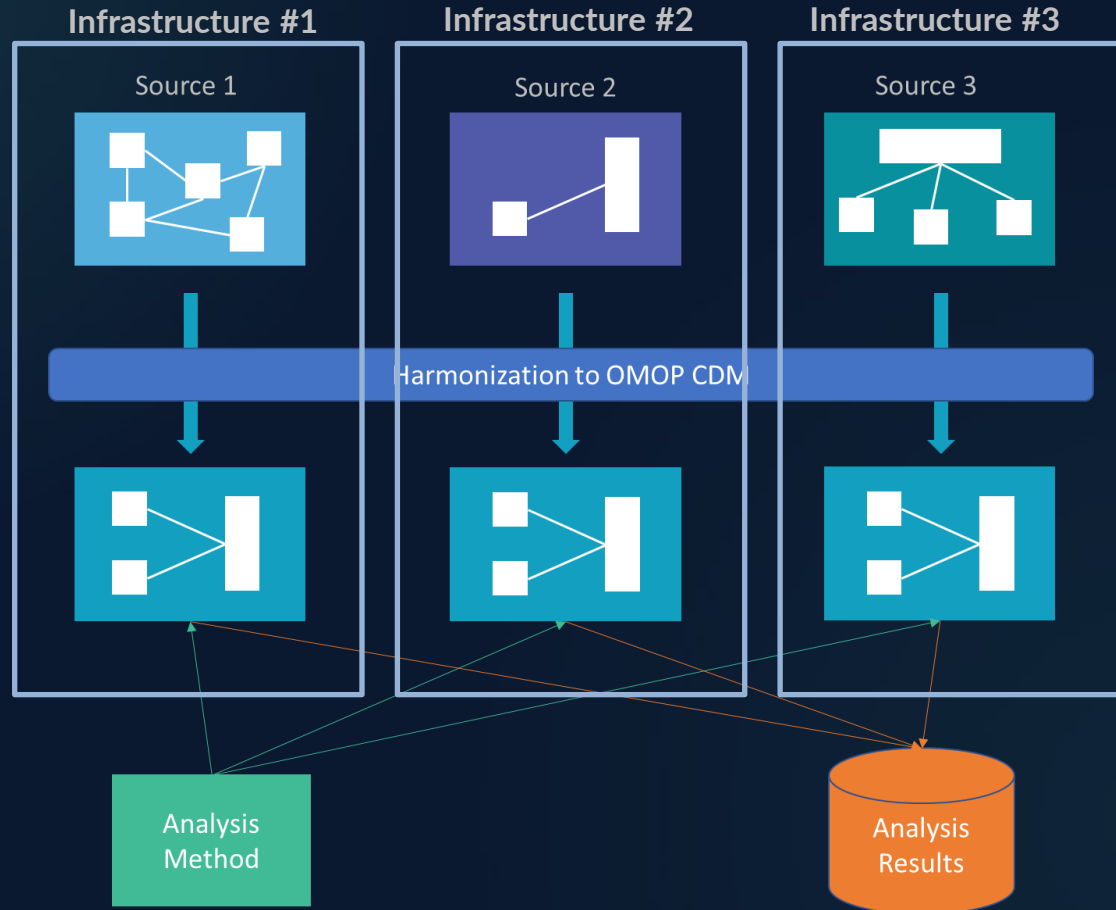 Infrastructure #1
Infrastructure #2
Infrastructure #3
Source 1
Source 2
Source 3
Harmonization to OMOP CDM
Analysis
Method
Analysis
Results